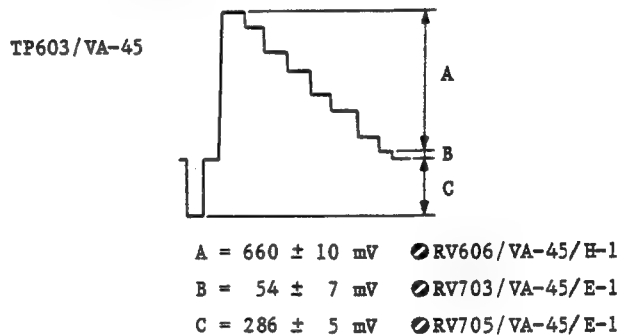 TP603/VA-45
A
B
C
A = 660 ± 10 mV RV606/VA-45/H-1
B = 54 ± 7 mV RV703/VA-45/E-1
C = 286 ± 5 mV RV705/VA-45/E-1